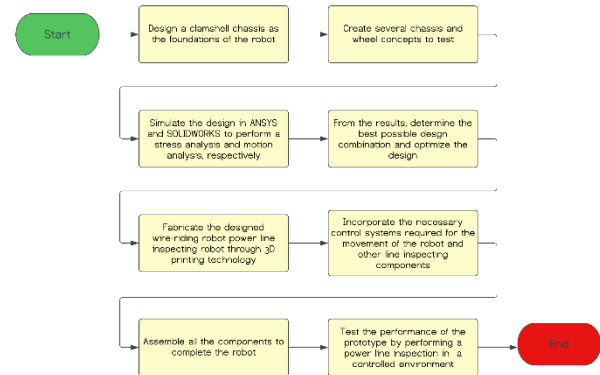 Start
Design a clamshell chassis as
the foundations of the robot
Create several chassis and
wheel concepts to test
Simulate the design in ANSYS
and SOLIDWORKS to perform a
stress analysis and motion
analysis, respectively
From the results, determine the
best possible design
combination and optimize the
design
Fabricate the designed
wire-riding robot power line
inspecting robot through 3D
printing technology
Incorporate the necessary
control systems required for the
movement of the robot and
other line inspecting
components
Assemble all the components to
complete the robot
Test the performance of the
prototype by performing a
power line inspection in a
controlled environment
End